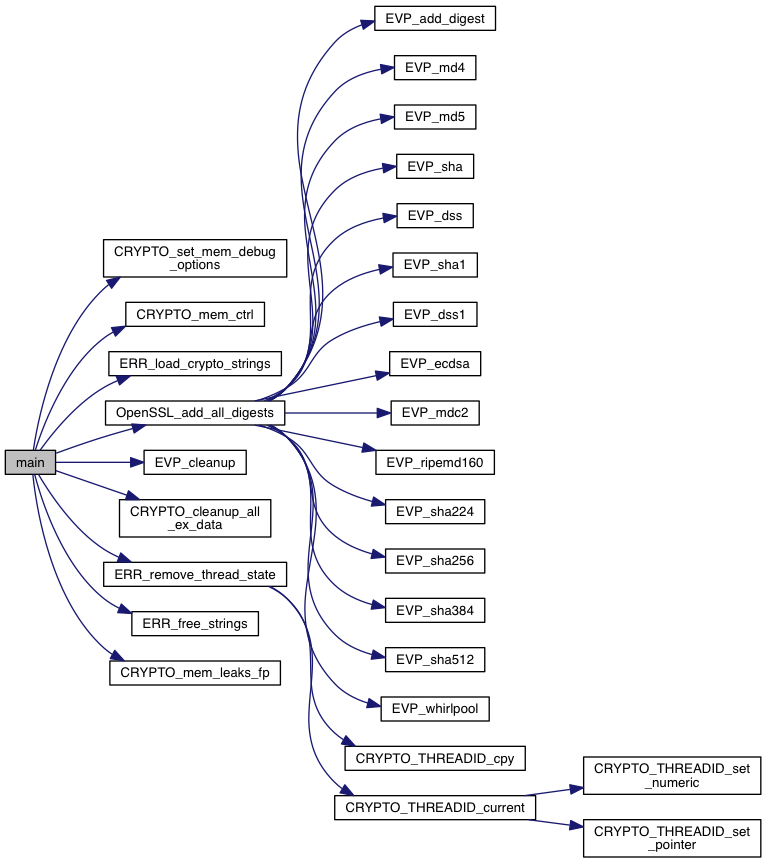 EVP_add_digest
EVP_md4
EVP_md5
EVP_sha
EVP_dss
CRYPTO_set_mem_debug
_options
EVP_sha1
CRYPTO_mem_ctrl
EVP_dss1
ERR_load_crypto_strings
EVP_ecdsa
OpenSSL_add_all_digests
EVP_mdc2
main
EVP_cleanup
EVP_ripemd160
CRYPTO_cleanup_all
_ex_data
EVP_sha224
EVP_sha256
ERR_remove_thread_state
EVP_sha384
ERR_free_strings
EVP_sha512
CRYPTO_mem_leaks_fp
EVP_whirlpool
CRYPTO_THREADID_cpy
CRYPTO_THREADID_set
_numeric
CRYPTO_THREADID_current
CRYPTO_THREADID_set
_pointer